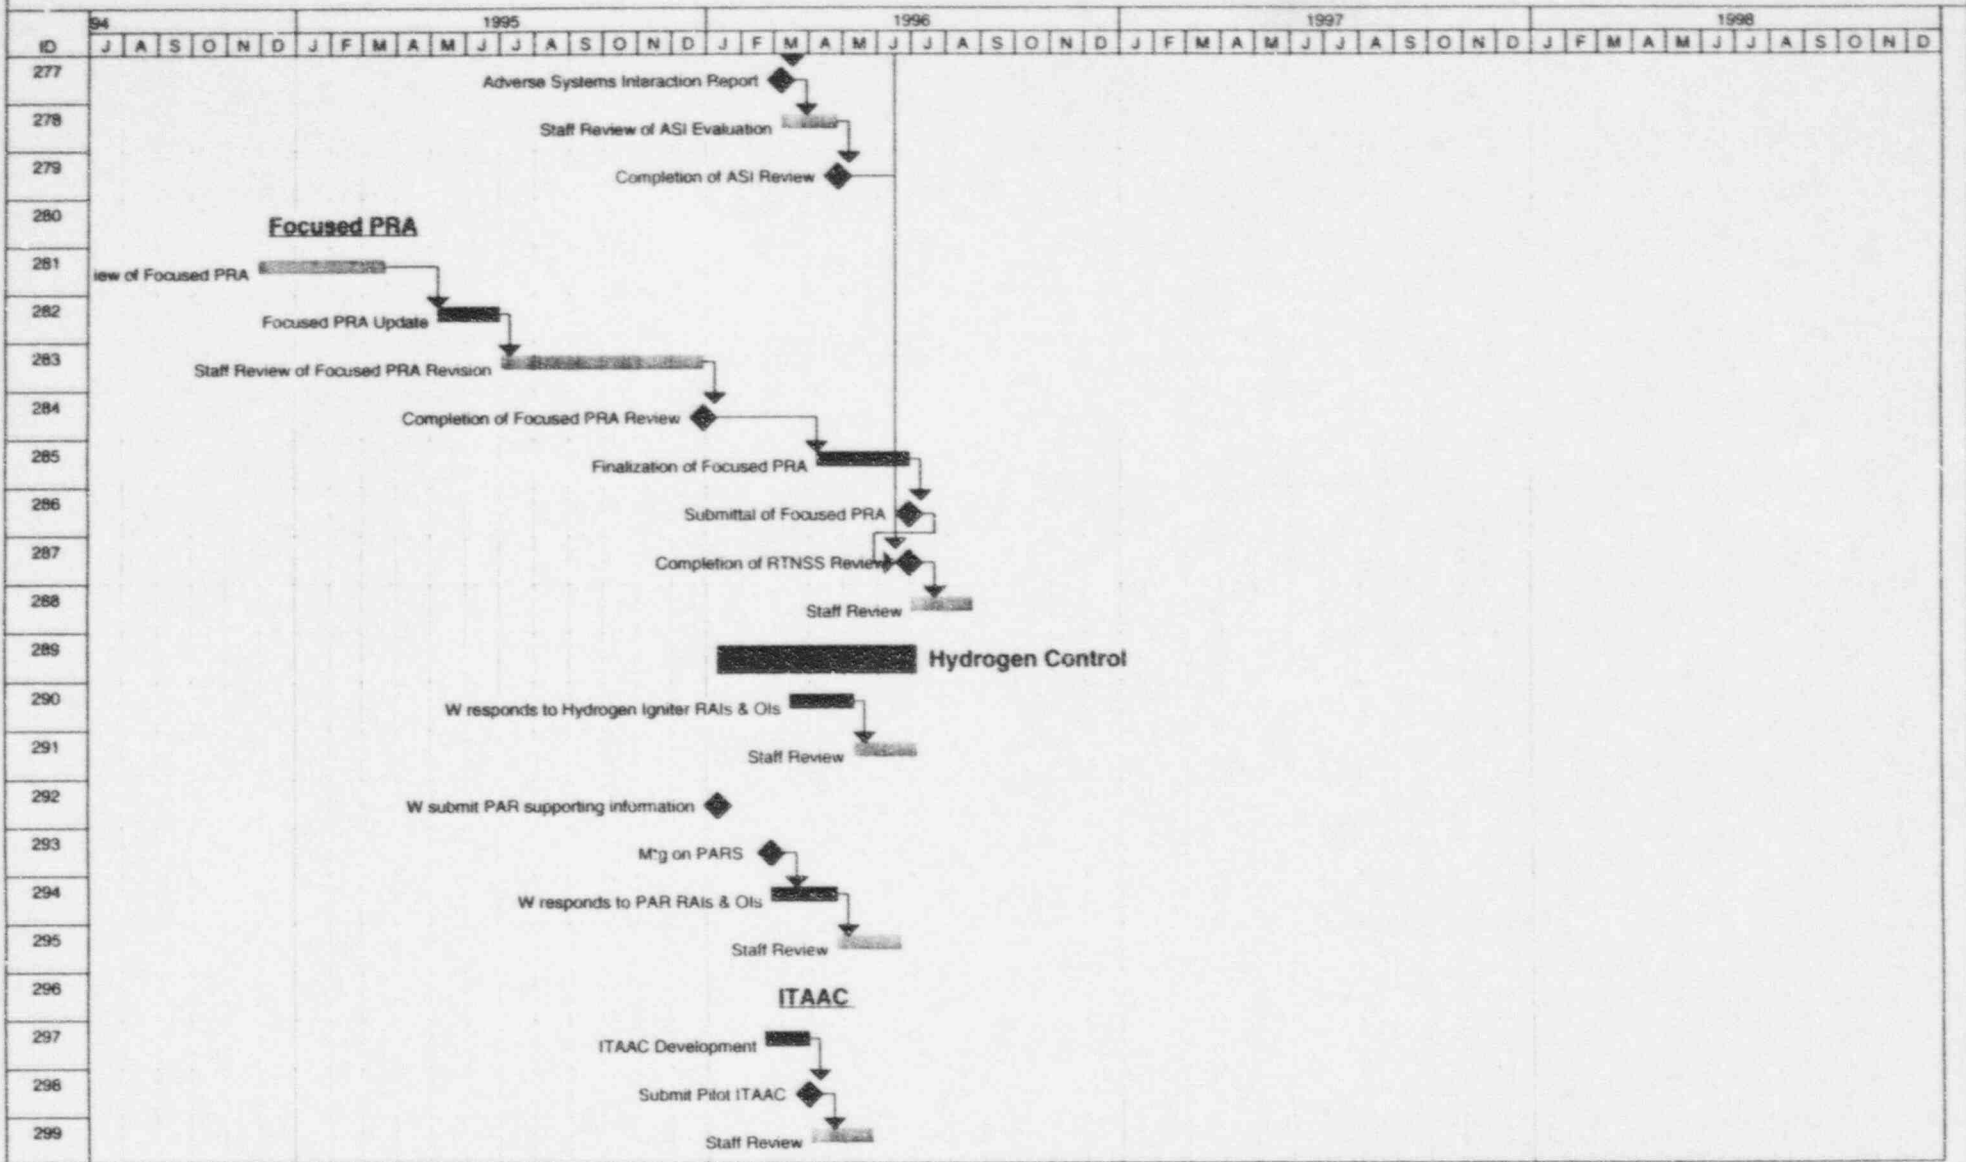 94 1995 1996 1997 1998
ID J A S O N D J F M A M J J A S O N D J F M A M J J A S O N D J F M A M J J A S O N D J F M A M J J A S O N D
277 Adverse Systems Interaction Report
278 Staff Review of ASI Evaluation
279 Completion of ASI Review
280 Focused PRA
281 iew of Focused PRA
282 Focused PRA Update
283 Staff Review of Focused PRA Revision
284 Completion of Focused PRA Review
285 Finalization of Focused PRA
286 Submittal of Focused PRA
287 Completion of RTNSS Review
288 Staff Review
289 Hydrogen Control
290 W responds to Hydrogen Igniter RAIs & OIs
291 Staff Review
292 W submit PAR supporting information
293 M*g on PARS
294 W responds to PAR RAIs & OIs
295 Staff Review
296 ITAAC
297 ITAAC Development
298 Submit Pilot ITAAC
299 Staff Review